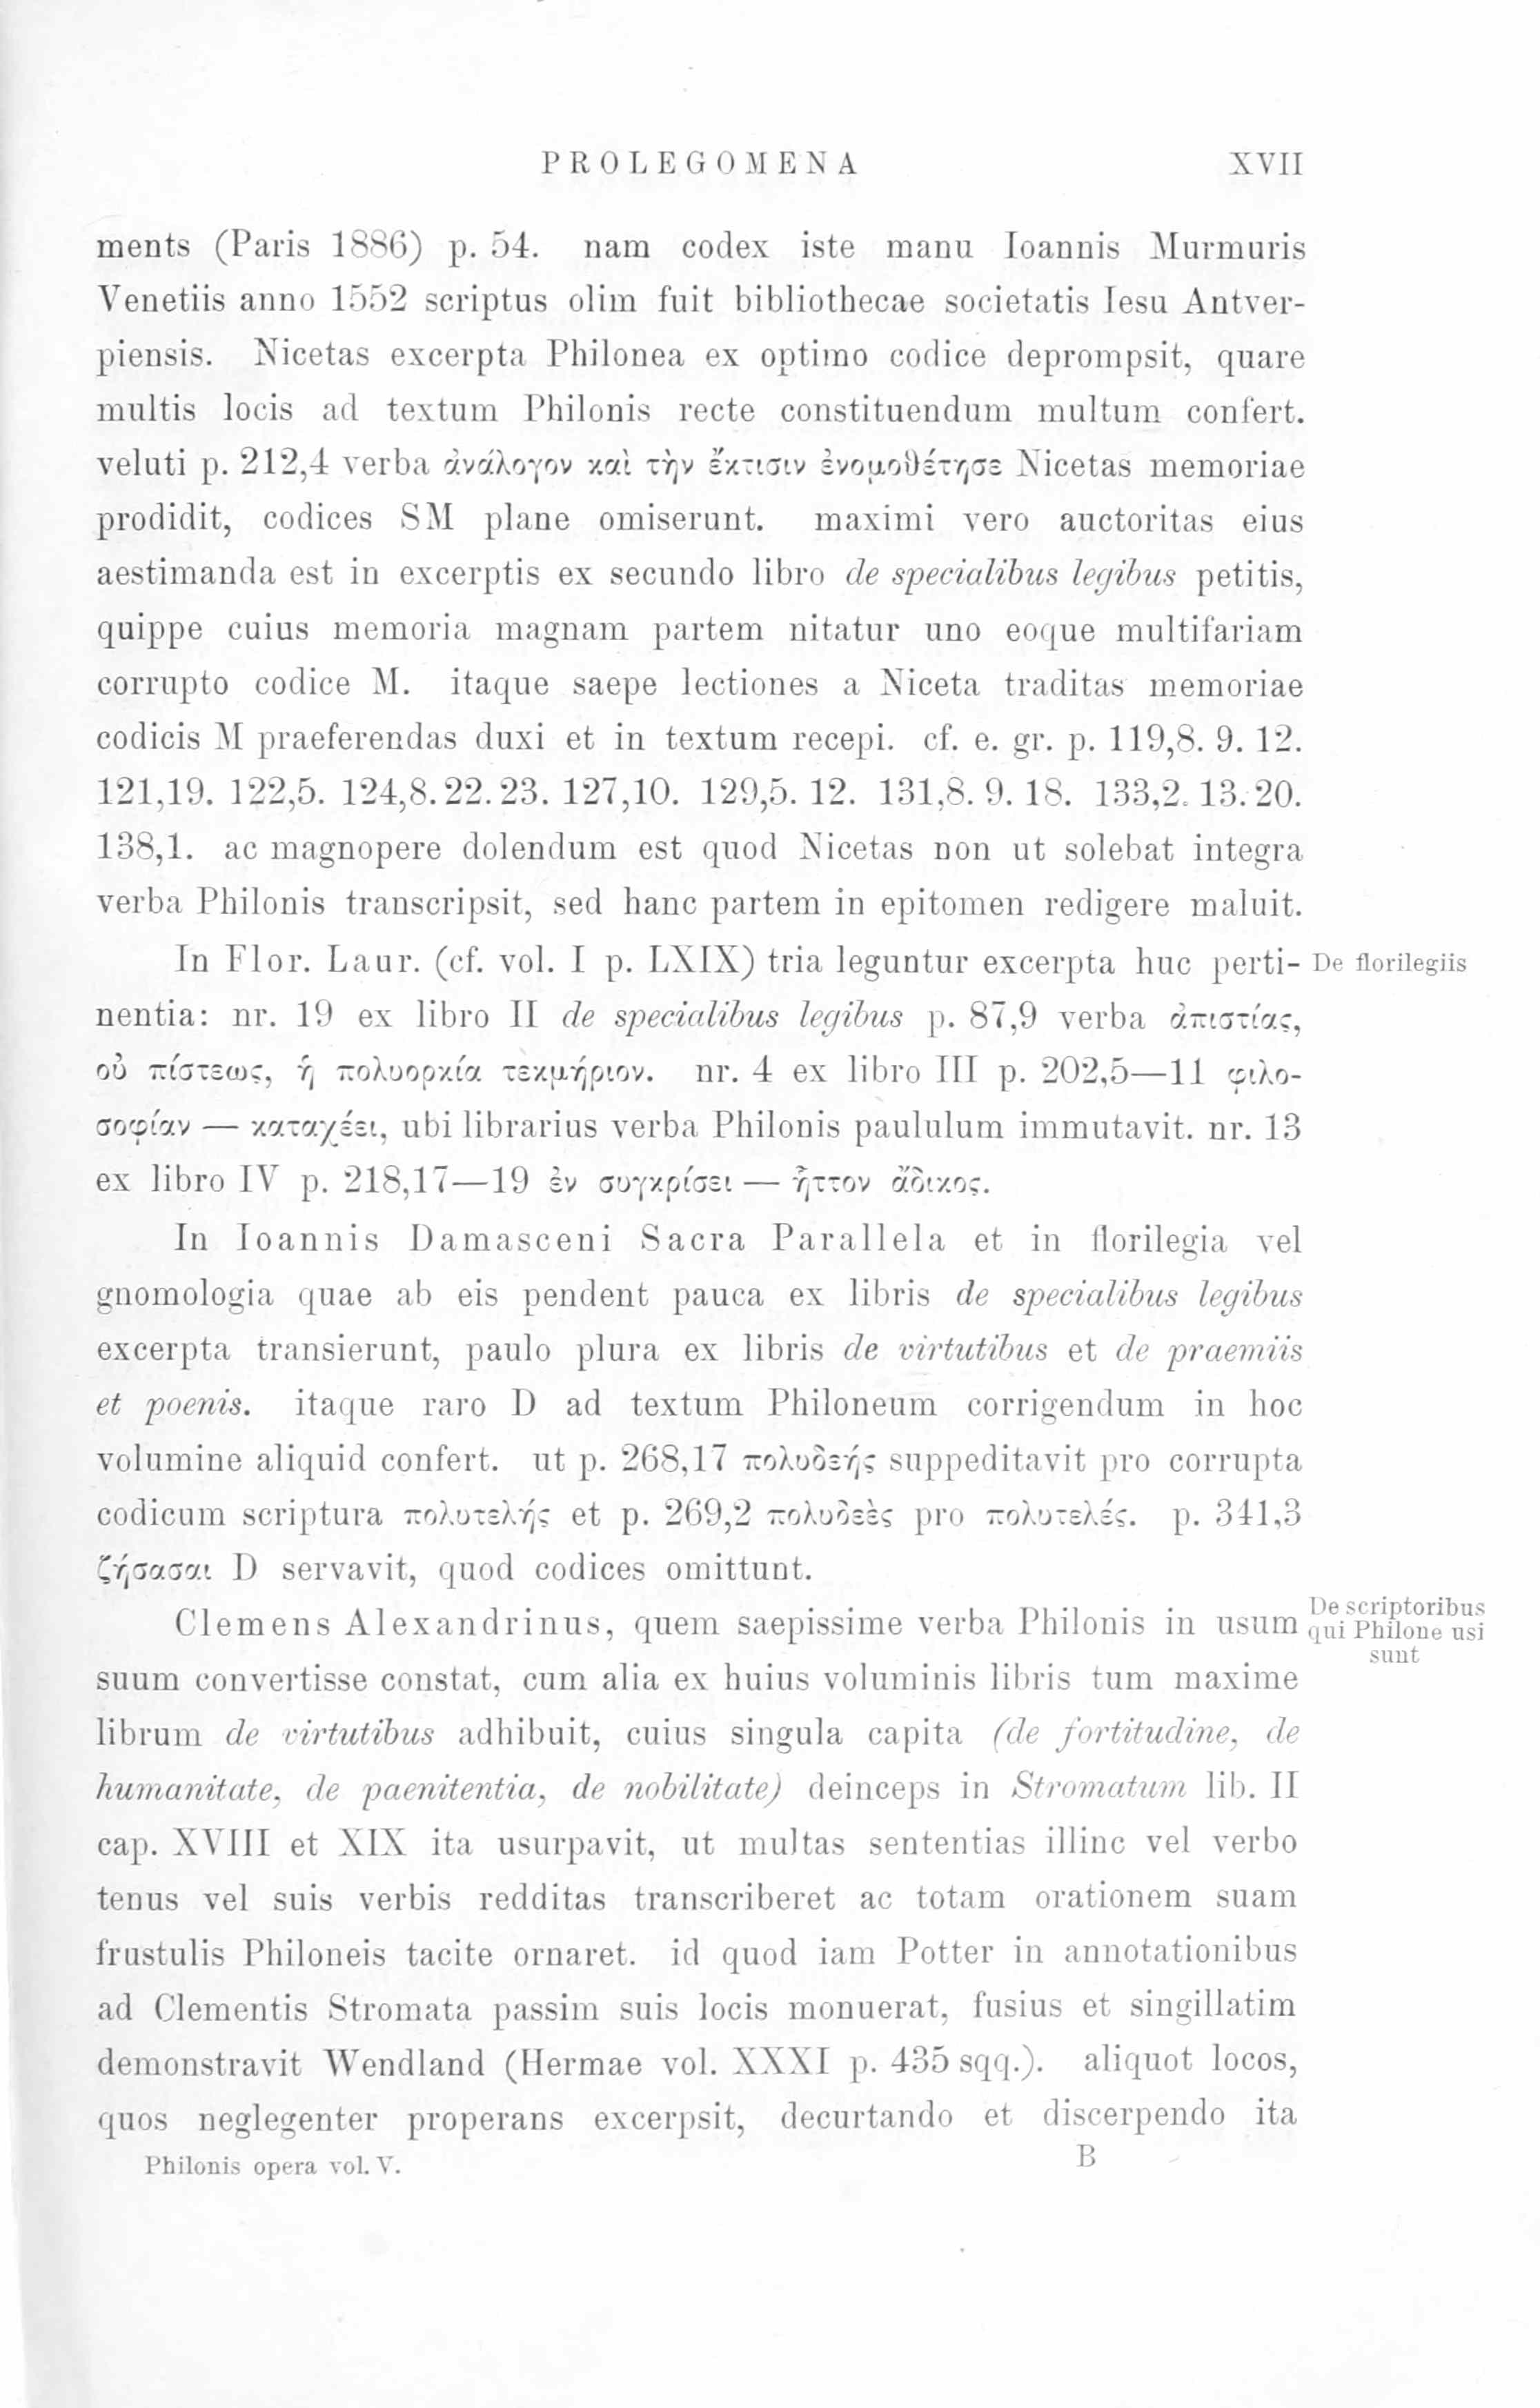 PROLEGOMENA XVII
ments (Paris 1886) p. 54. nam codex iste manu Ioannis Murmuris
Venetiis anno 1552 scriptus olim fuit bibliothecae societatis Iesu Antver-
piensis. Nicetas excerpta Philonea ex optimo codice deprompsit, quare
multis locis ad textum Philonis recte constituendum multum confert.
veluti p. 212,4 verba ἀνάλογον καὶ τὴν ἔκτισιν ἐνομοθέτησε Nicetas memoriae
prodidit, codices SM plane omiserunt. maximi vero auctoritas eius
aestimanda est in excerptis ex secundo libro de specialibus legibus petitis,
quippe cuius memoria magnam partem nitatur uno eoque multifariam
corrupto codice M. itaque saepe lectiones a Niceta traditas memoriae
codicis M praeferendas duxi et in textum recepi. cf. e. gr. p. 119,8. 9. 12.
121,19. 122,5. 124,8. 22. 23. 127,10. 129,5. 12. 131,8. 9. 18. 133,2. 13. 20.
138,1. ac magnopere dolendum est quod Nicetas non ut solebat integra
verba Philonis transcripsit, sed hanc partem in epitomen redigere maluit.
In Flor. Laur. (cf. vol. I p. LXIX) tria leguntur excerpta huc perti- De florilegiis
nentia: nr. 19 ex libro II de specialibus legibus p. 87,9 verba ἀπιστίας,
οὐ πίστεως, ἡ πολυορκία τεκμήριον. nr. 4 ex libro III p. 202,5—11 φιλο-
σοφίαν — καταχέει, ubi librarius verba Philonis paululum immutavit. nr. 13
ex libro IV p. 218,17—19 ἐν συγκρίσει — ἧττον ἄδικος.
In Ioannis Damasceni Sacra Parallela et in florilegia vel
gnomologia quae ab eis pendent pauca ex libris de specialibus legibus
excerpta transierunt, paulo plura ex libris de virtutibus et de praemiis
et poenis. itaque raro D ad textum Philoneum corrigendum in hoc
volumine aliquid confert. ut p. 268,17 πολυδεής suppeditavit pro corrupta
codicum scriptura πολυτελής et p. 269,2 πολυδεὲς pro πολυτελές. p. 341,3
ζήσασαι D servavit, quod codices omittunt.
Clemens Alexandrinus, quem saepissime verba Philonis in usum
De scriptoribus
qui Philone usi
sunt
suum convertisse constat, cum alia ex huius voluminis libris tum maxime
librum de virtutibus adhibuit, cuius singula capita (de fortitudine, de
humanitate, de paenitentia, de nobilitate) deinceps in Stromatum lib. II
cap. XVIII et XIX ita usurpavit, ut multas sententias illinc vel verbo
tenus vel suis verbis redditas transcriberet ac totam orationem suam
frustulis Philoneis tacite ornaret. id quod iam Potter in annotationibus
ad Clementis Stromata passim suis locis monuerat, fusius et singillatim
demonstravit Wendland (Hermae vol. XXXI p. 435 sqq.). aliquot locos,
quos neglegenter properans excerpsit, decurtando et discerpendo ita
Philonis opera vol. V. B